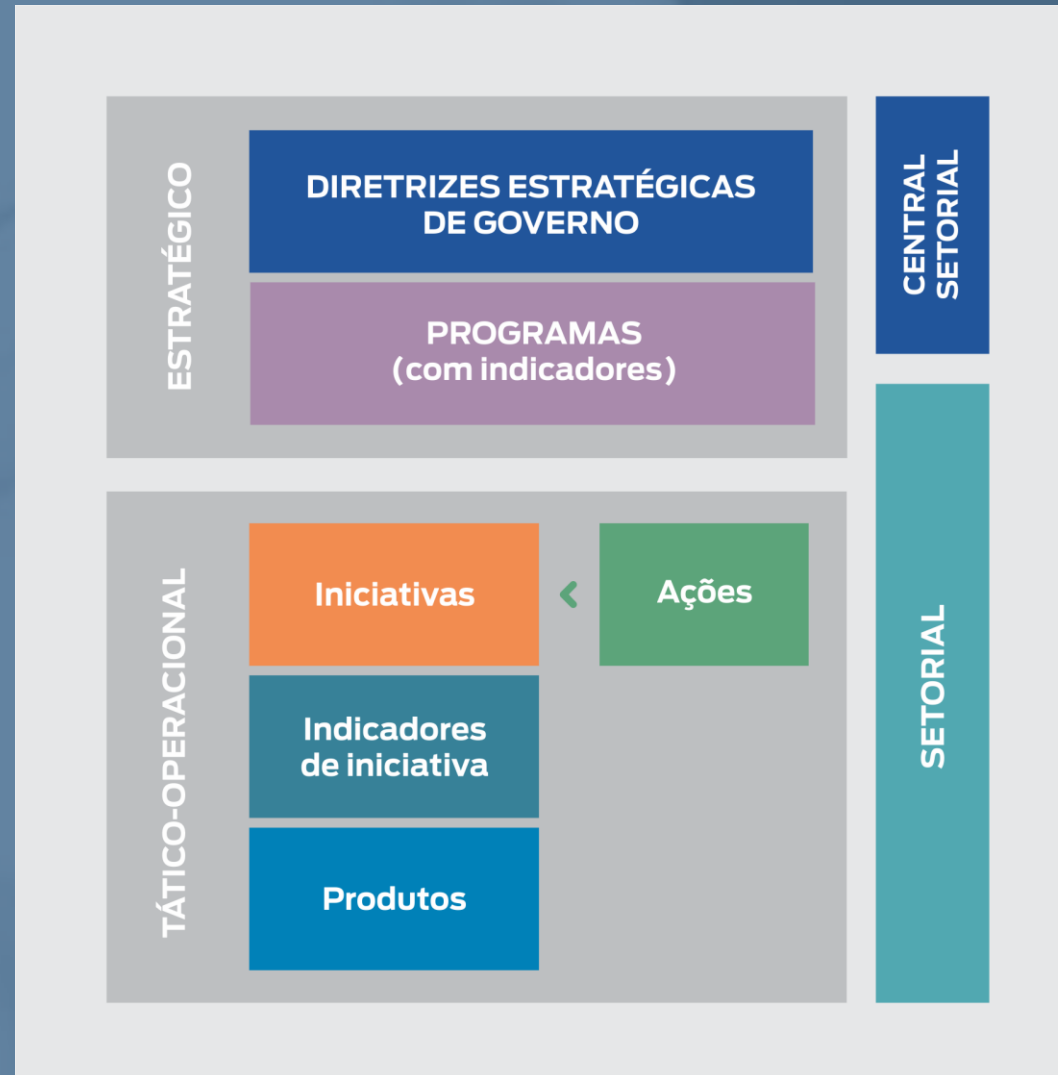 ESTRATÉGICO
DIRETRIZES ESTRATÉGICAS
DE GOVERNO
PROGRAMAS
(com indicadores)
CENTRAL
SETORIAL
TÁTICO-OPERACIONAL
Iniciativas
<
Ações
Indicadores
de iniciativa
Produtos
SETORIAL